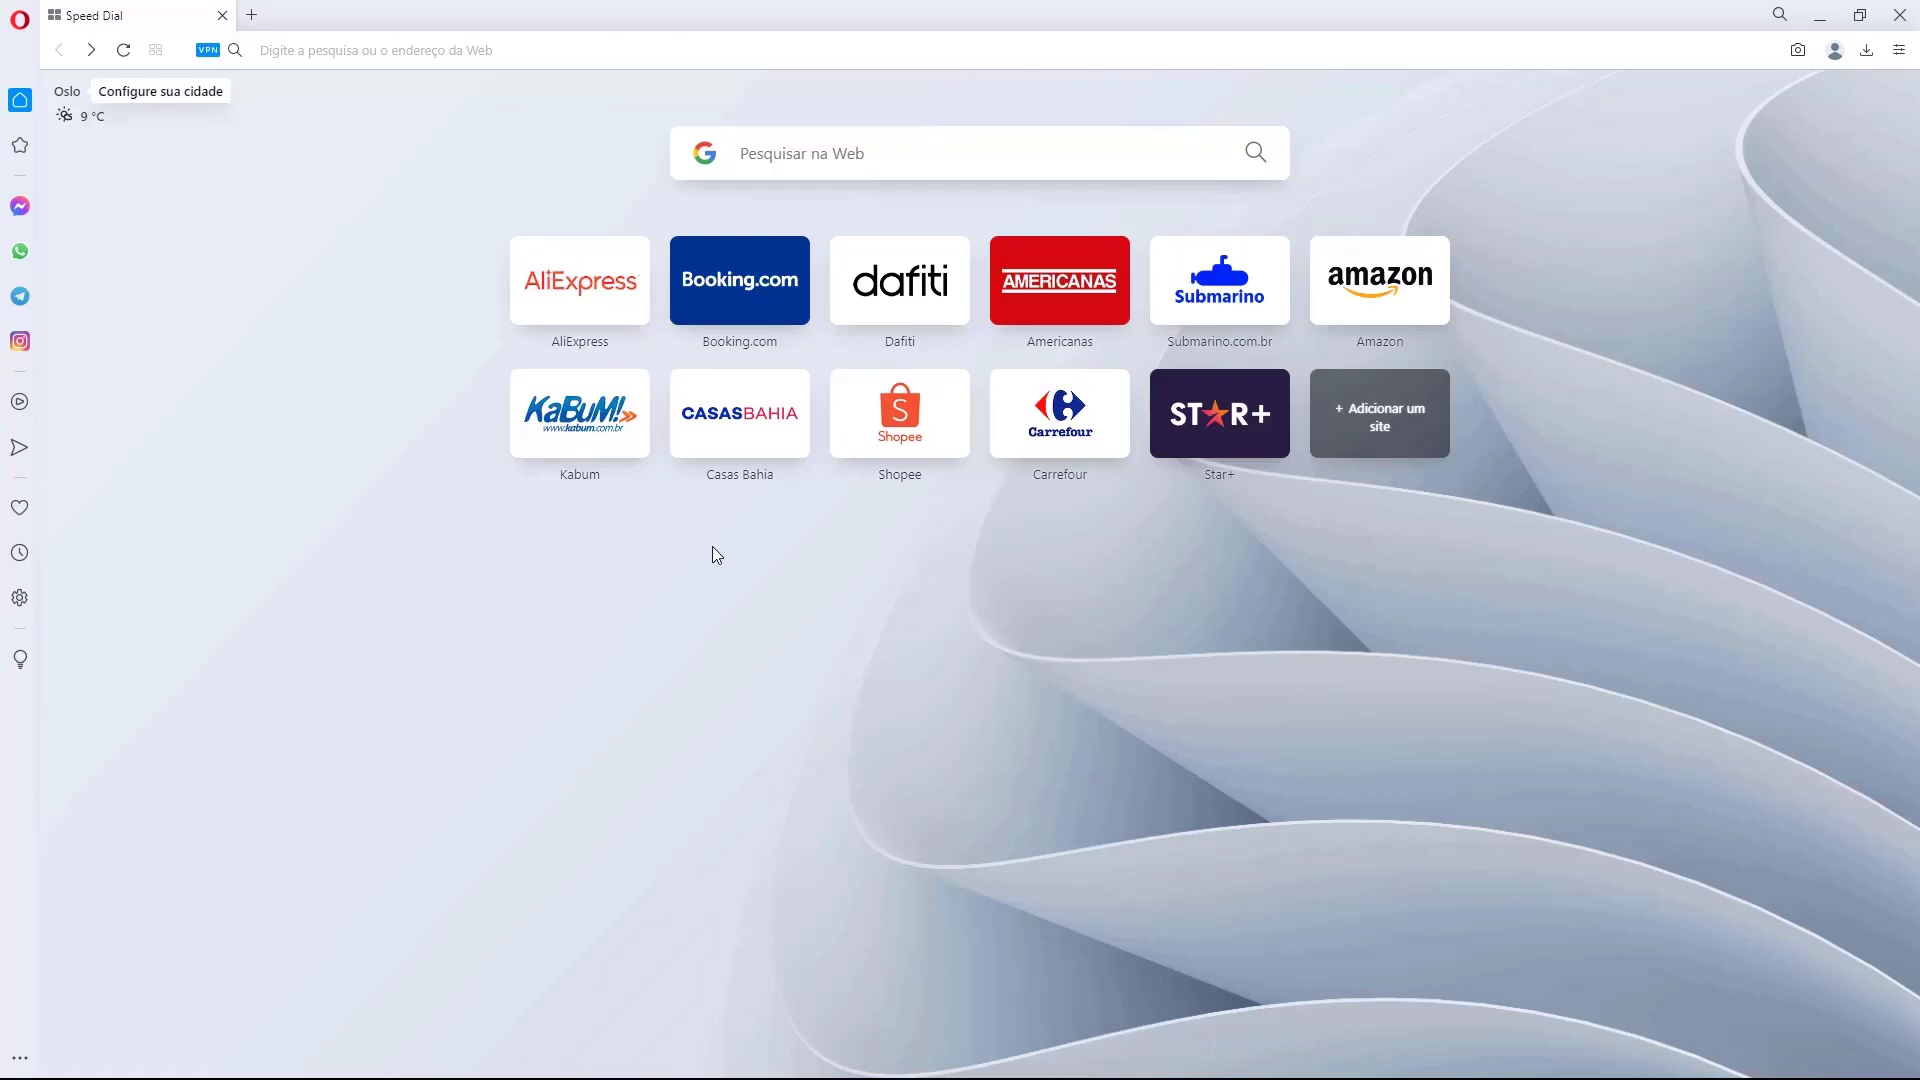 Speed Dial
VPN
Digite a pesquisa ou o endereço da Web
Oslo
Configure sua cidade
9 °C
Pesquisar na Web
AliExpress
Booking.com
dafiti
AMERICANAS
Submarino
amazon
AliExpress
Booking.com
Dafiti
Americanas
Submarino.com.br
Amazon
KaBuM!
www.kabum.com.br
CASASBAHIA
S
Shopee
Carrefour
ST★R+
+ Adicionar um
site
Kabum
Casas Bahia
Shopee
Carrefour
Star+